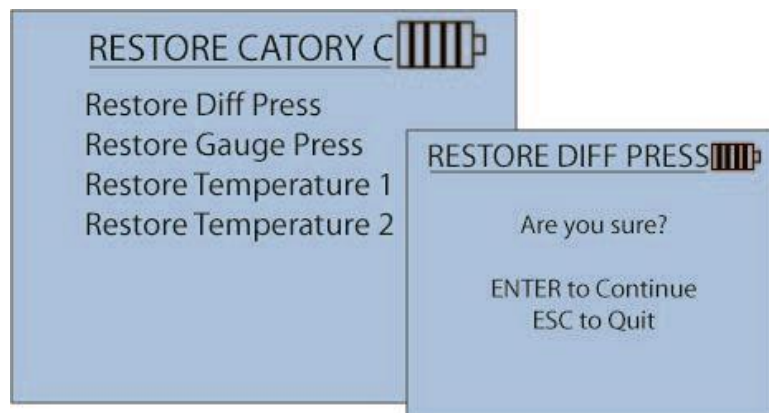 RESTORE CATORY C
Restore Diff Press
Restore Gauge Press
Restore Temperature 1
Restore Temperature 2
RESTORE DIFF PRESS
Are you sure?
ENTER to Continue
ESC to Quit